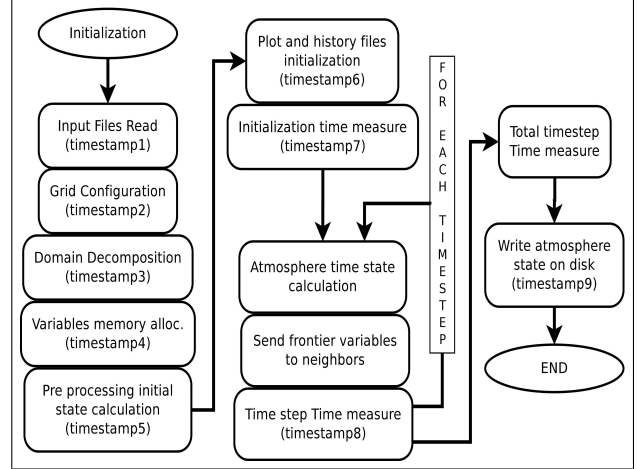 Initialization
Input Files Read
(timestamp1)
Grid Configuration
(timestamp2)
Domain Decomposition
(timestamp3)
Variables memory alloc.
(timestamp4)
Pre processing initial
state calculation
(timestamp5)
Plot and history files
initialization
(timestamp6)
Initialization time measure
(timestamp7)
Atmosphere time state
calculation
Send frontier variables
to neighbors
Time step Time measure
(timestamp8)
FOR EACH TIMESTEP
Total timestep
Time measure
Write atmosphere
state on disk
(timestamp9)
END